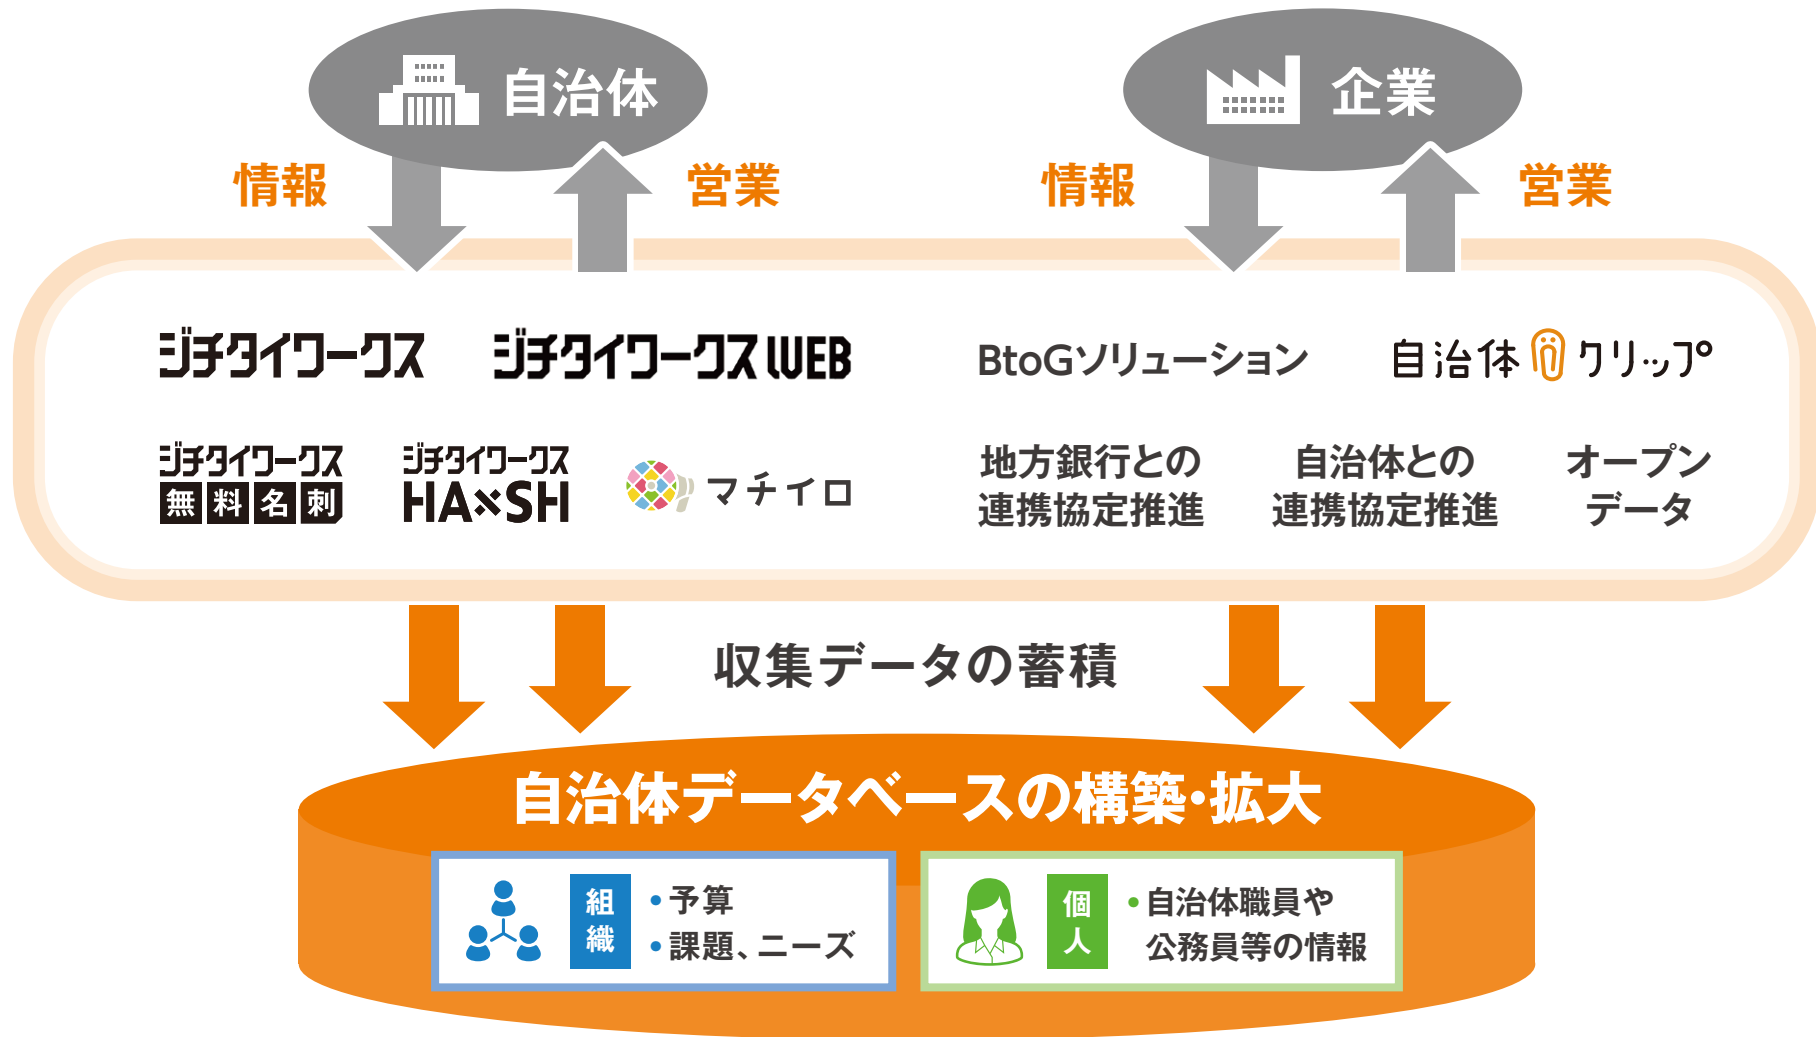 自治体
企業
情報
営業
情報
営業
ジチタイワークス
ジチタイワークス WEB
BtoGソリューション
自治体クリップ
ジチタイワークス
無料名刺
ジチタイワークス
HA×SH
マチイロ
地方銀行との
連携協定推進
自治体との
連携協定推進
オープン
データ
収集データの蓄積
自治体データベースの構築・拡大
組織
・予算
・課題、ニーズ
個人
・自治体職員や
公務員等の情報